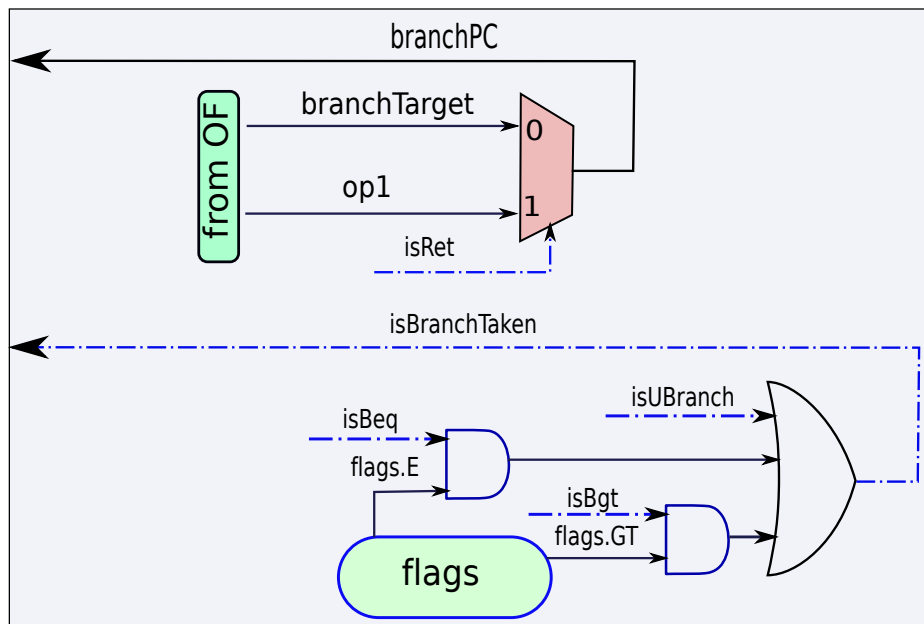 branchPC
branchTarget
from OF
0
op1
1
isRet
isBranchTaken
isUBranch
isBeq
flags.E
isBgt
flags.GT
flags